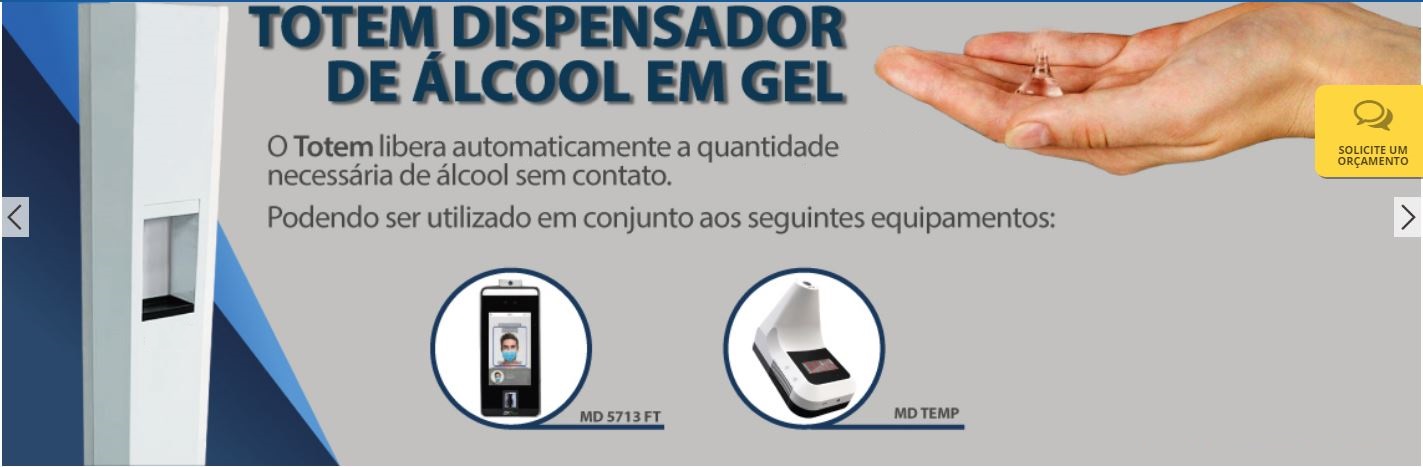 TOTEM DISPENSADOR
DE ÁLCOOL EM GEL
O Totem libera automaticamente a quantidade
necessária de álcool sem contato.
Podendo ser utilizado em conjunto aos seguintes equipamentos:
SOLICITE UM
ORÇAMENTO
MD 5713 FT
MD TEMP